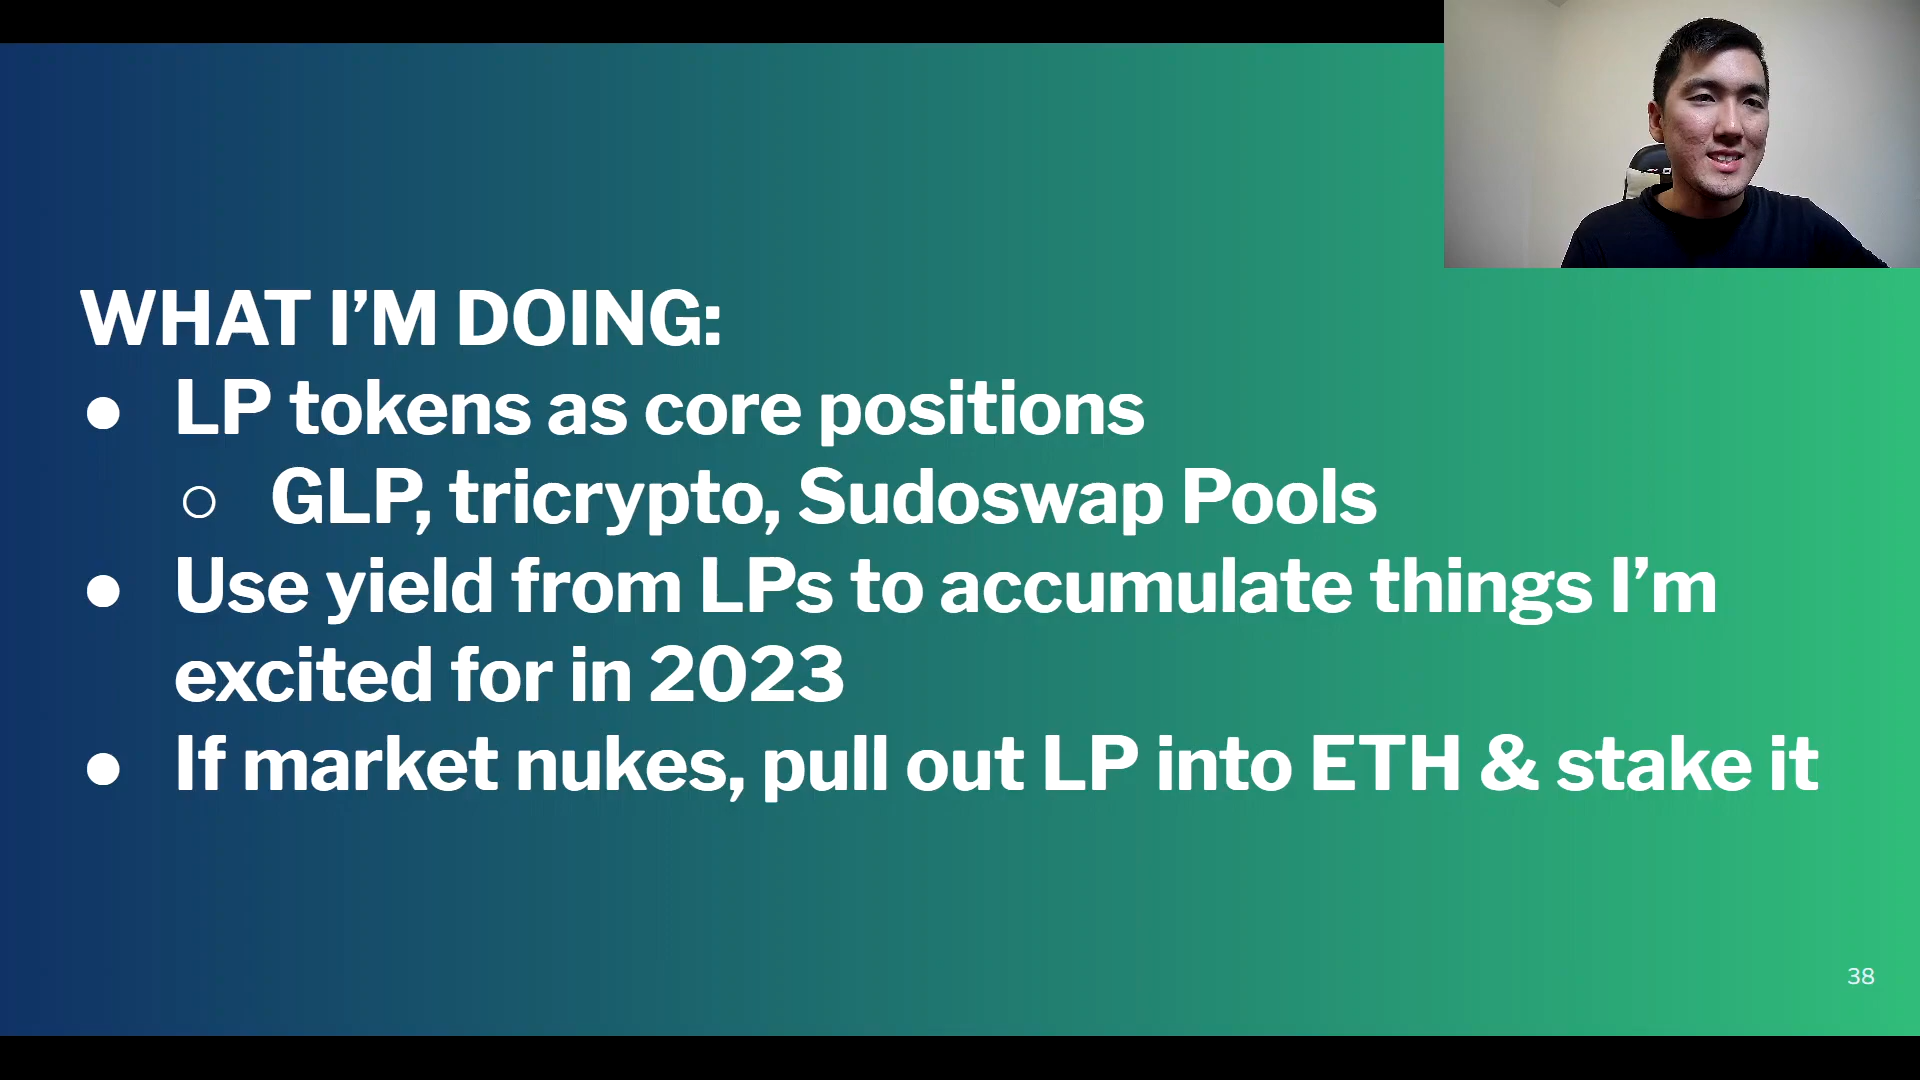 WHAT I'M DOING:
● LP tokens as core positions
○ GLP, tricrypto, Sudoswap Pools
● Use yield from LPs to accumulate things I'm
excited for in 2023
● If market nukes, pull out LP into ETH & stake it
38